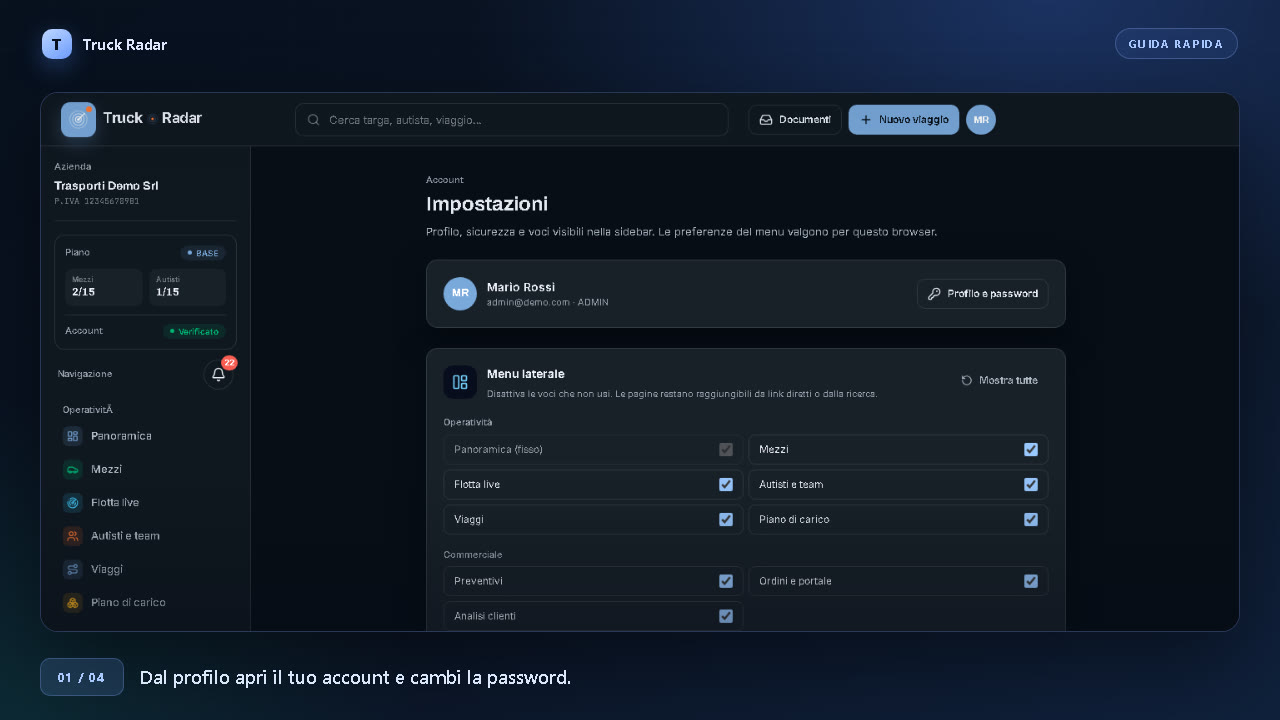 T
Truck Radar
GUIDA RAPIDA
Truck Radar
Cerca targa, autista, viaggio...
Documenti
Nuovo viaggio
MR
Azienda
Trasporti Demo Srl
P.IVA 12345678901
Piano
BASE
Mezzi
2/15
Autisti
1/15
Account
Verificato
Navigazione
22
OperativitÃ
Panoramica
Mezzi
Flotta live
Autisti e team
Viaggi
Piano di carico
Account
Impostazioni
Profilo, sicurezza e voci visibili nella sidebar. Le preferenze del menu valgono per questo browser.
MR
Mario Rossi
admin@demo.com · ADMIN
Profilo e password
Menu laterale
Disattiva le voci che non usi. Le pagine restano raggiungibili da link diretti o dalla ricerca.
Mostra tutte
Operatività
Panoramica (fisso)
Mezzi
Flotta live
Autisti e team
Viaggi
Piano di carico
Commerciale
Preventivi
Ordini e portale
Analisi clienti
01 / 04
Dal profilo apri il tuo account e cambi la password.